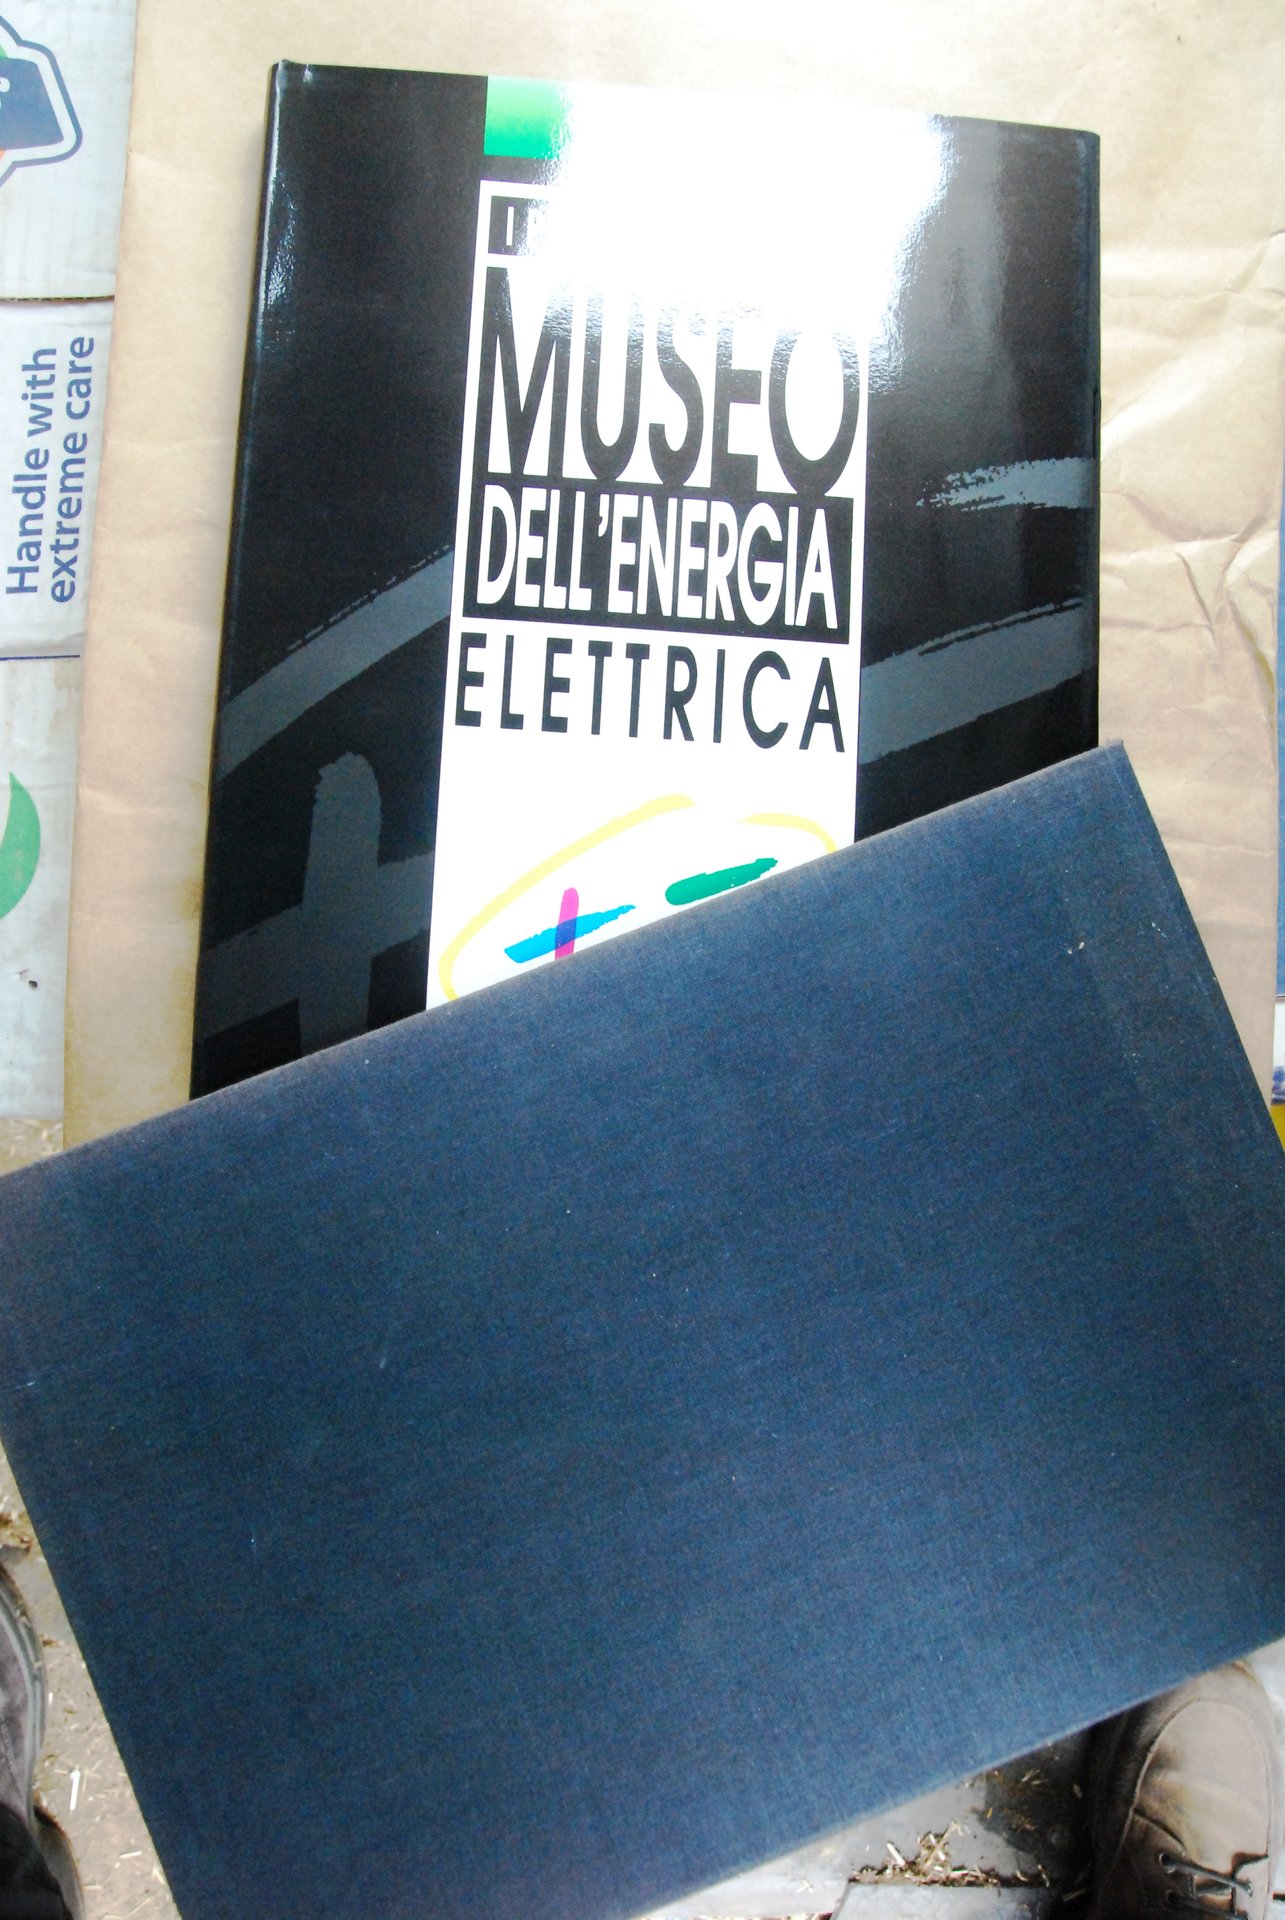 MUSEO
DELL'ENERGIA
ELETTRICA
Handle with
extreme care